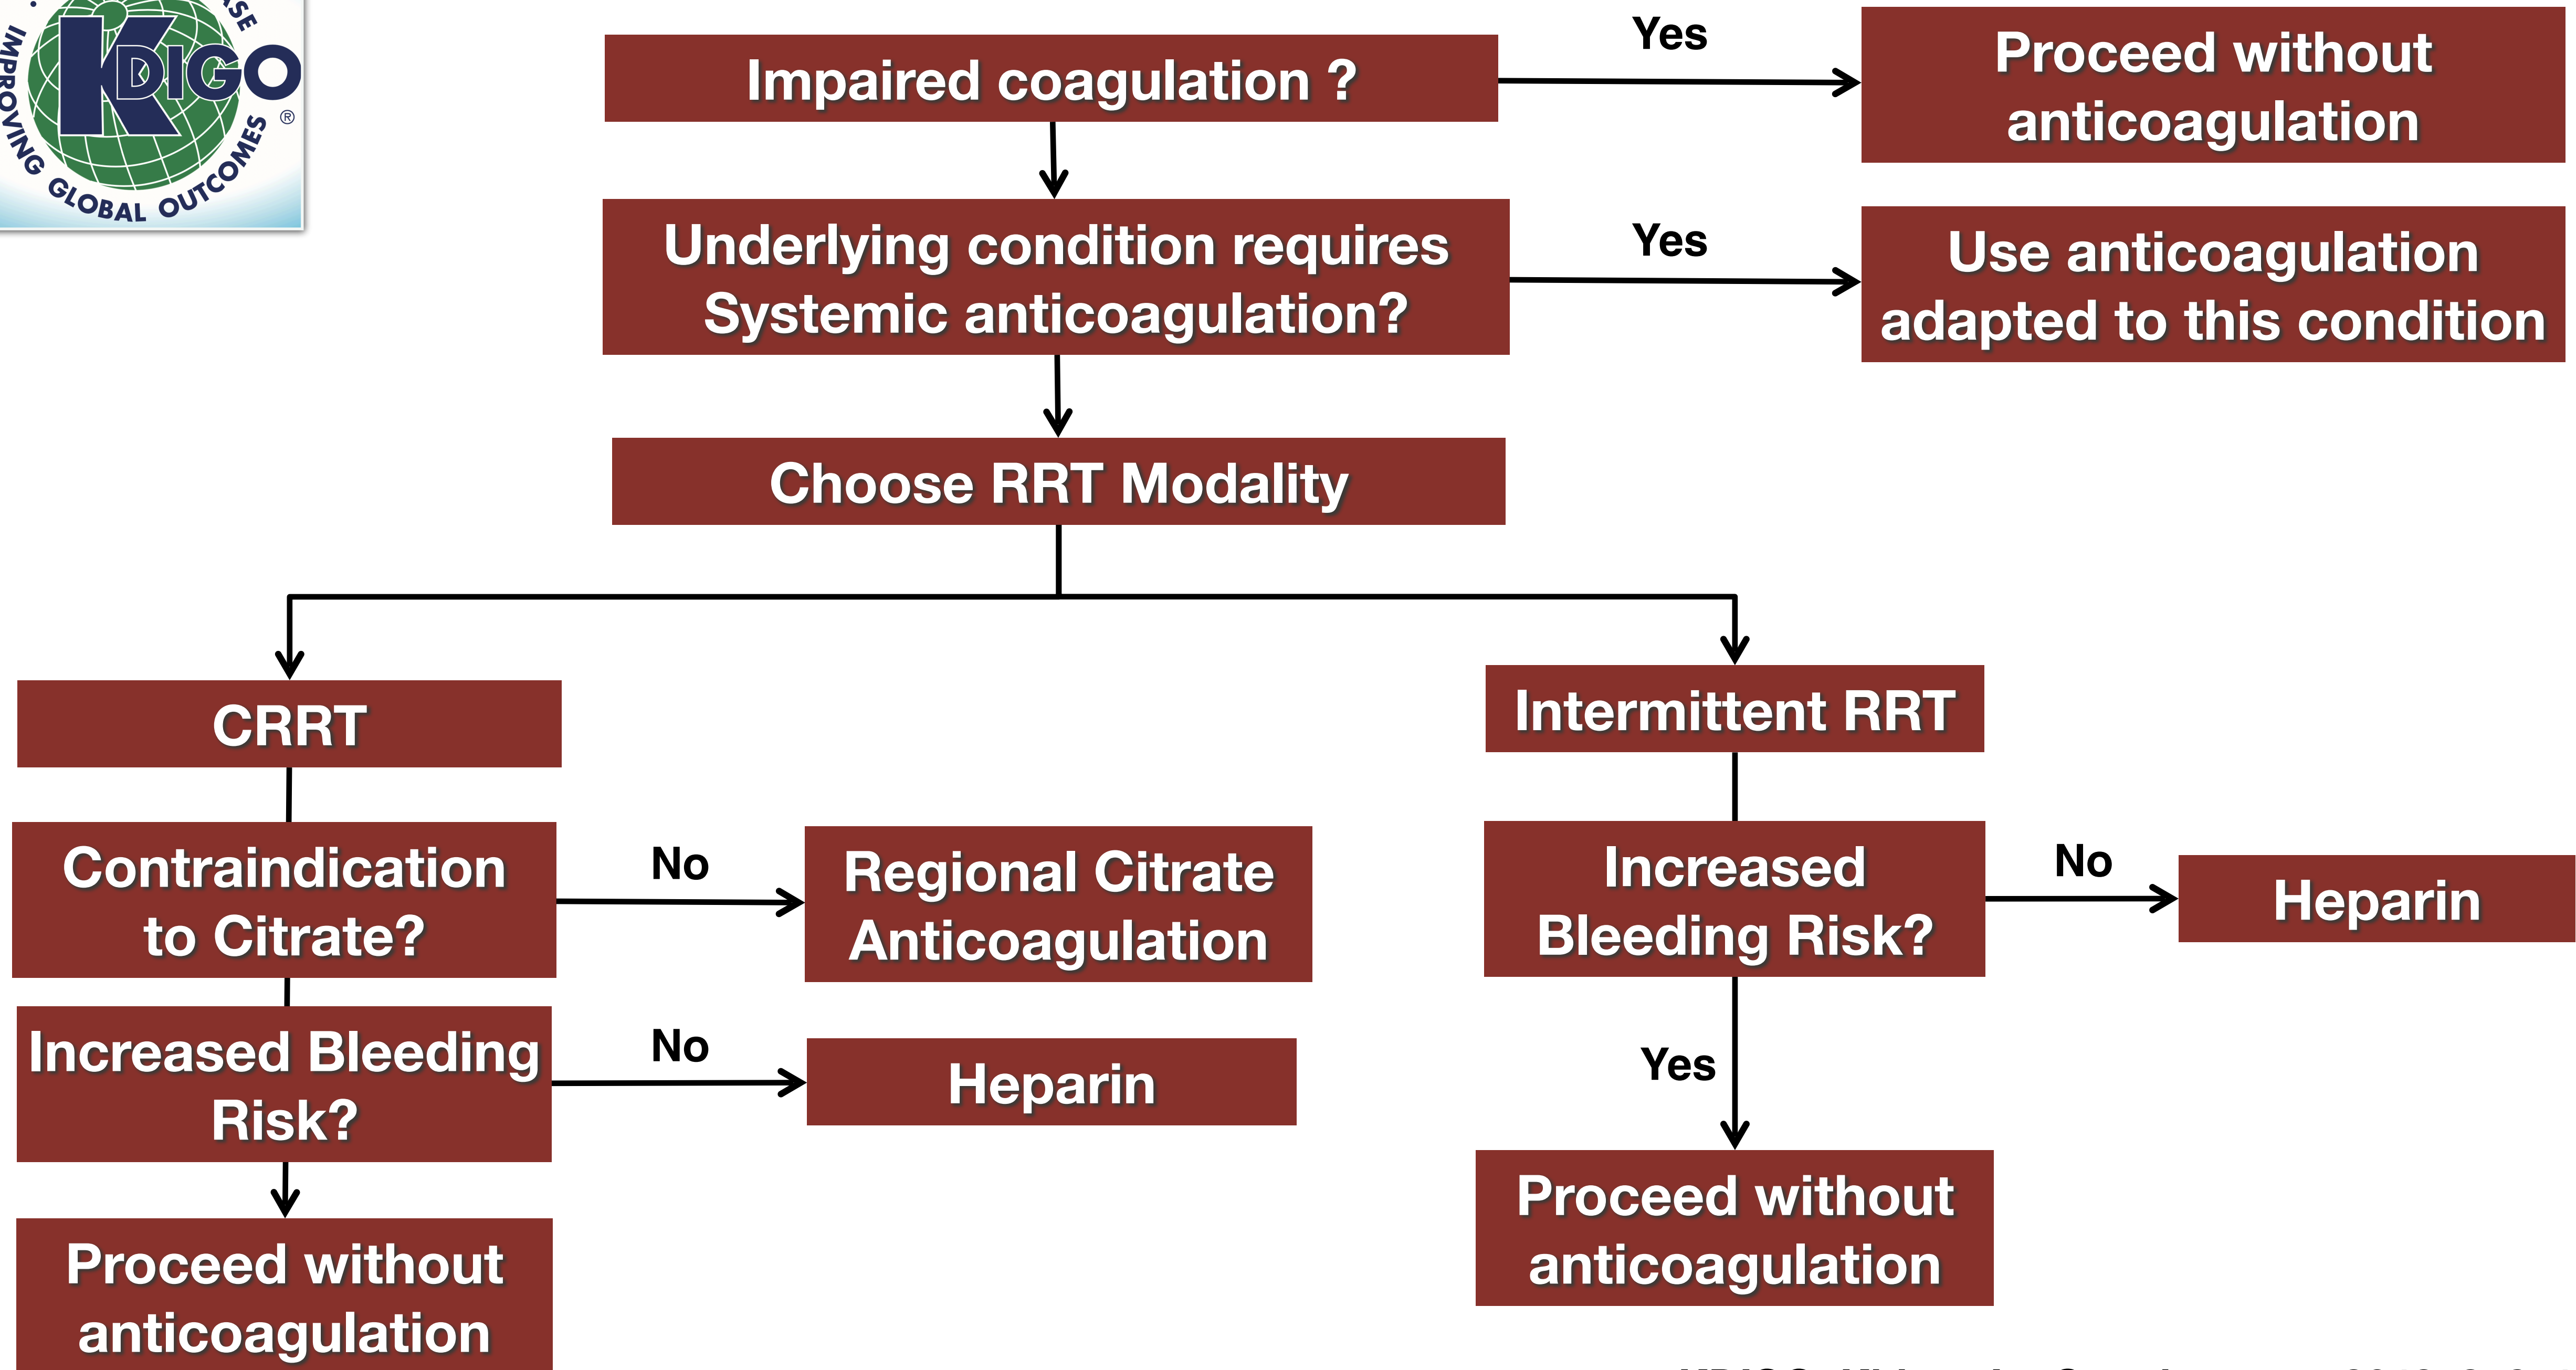 IMPROVING GLOBAL OUTCOMES
KDIGO
®
Impaired coagulation ?
Yes
Proceed without
anticoagulation
Underlying condition requires
Systemic anticoagulation?
Yes
Use anticoagulation
adapted to this condition
Choose RRT Modality
CRRT
Intermittent RRT
Contraindication
to Citrate?
No
Regional Citrate
Anticoagulation
Increased
Bleeding Risk?
No
Heparin
Increased Bleeding
Risk?
No
Heparin
Yes
Proceed without
anticoagulation
Proceed without
anticoagulation